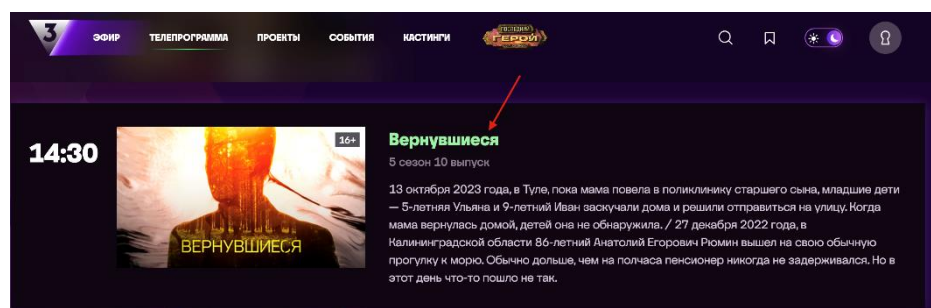 3 ЭФИР ТЕЛЕПРОГРАММА ПРОЕКТЫ СОБЫТИЯ КАСТИНГИ ПОСЛЕДНИЙ ГЕРОЙ
14:30
16+
ВЕРНУВШИЕСЯ
Вернувшиеся
5 сезон 10 выпуск
13 октября 2023 года, в Туле, пока мама повела в поликлинику старшего сына, младшие дети
— 5-летняя Ульяна и 9-летний Иван заскучали дома и решили отправиться на улицу. Когда
мама вернулась домой, детей она не обнаружила. / 27 декабря 2022 года, в
Калининградской области 86-летний Анатолий Егорович Рюмин вышел на свою обычную
прогулку к морю. Обычно дольше, чем на полчаса пенсионер никогда не задерживался. Но в
этот день что-то пошло не так.